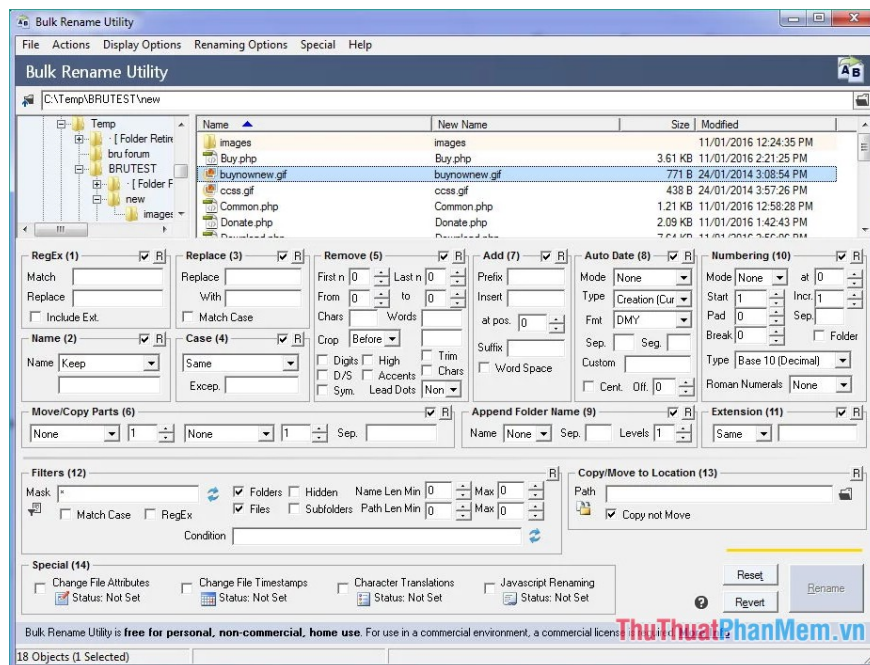 Bulk Rename Utility
File Actions Display Options Renaming Options Special Help
Bulk Rename Utility
C:\Temp\BRUTEST\new
Temp
[ Folder Retire
bru forum
BRUTEST
[ Folder F
new
images
Name New Name Size Modified
images images 11/01/2016 12:24:35 PM
Buy.php Buy.php 3.61 KB 11/01/2016 2:21:25 PM
buynownew.gif buynownew.gif 771 B 24/01/2014 3:08:54 PM
ccss.gif ccss.gif 438 B 24/01/2014 3:57:26 PM
Common.php Common.php 1.21 KB 11/01/2016 12:58:28 PM
Donate.php Donate.php 2.09 KB 11/01/2016 1:42:43 PM
RegEx (1) R
Match
Replace
Include Ext.
Replace (3) R
Replace
With
Match Case
Remove (5) R
First n 0 Last n 0
From 0 to 0
Chars Words
Crop Before
Digits High Trim
D/S Accents Chars
Sym. Lead Dots Non
Add (7) R
Prefix
Insert
at pos. 0
Suffix
Word Space
Auto Date (8) R
Mode None
Type Creation (Cur
Fmt DMY
Sep. Seg.
Custom
Cent. Off. 0
Numbering (10) R
Mode None at 0
Start 1 Incr. 1
Pad 0 Sep.
Break 0 Folder
Type Base 10 (Decimal)
Roman Numerals None
Name (2) R
Name Keep
Case (4) R
Same
Excep.
Move/Copy Parts (6) R
None 1 None 1 Sep.
Append Folder Name (9) R
Name None Sep. Levels 1
Extension (11) R
Same
Filters (12) R
Mask * Folders Hidden Name Len Min 0 Max 0
Match Case RegEx Files Subfolders Path Len Min 0 Max 0
Condition
Copy/Move to Location (13) R
Path
Copy not Move
Special (14)
Change File Attributes
Status: Not Set
Change File Timestamps
Status: Not Set
Character Translations
Status: Not Set
Javascript Renaming
Status: Not Set
Reset
Revert
Rename
Bulk Rename Utility is free for personal, non-commercial, home use. For use in a commercial environment, a commercial license
ThuThuatPhanMem.vn
18 Objects (1 Selected)